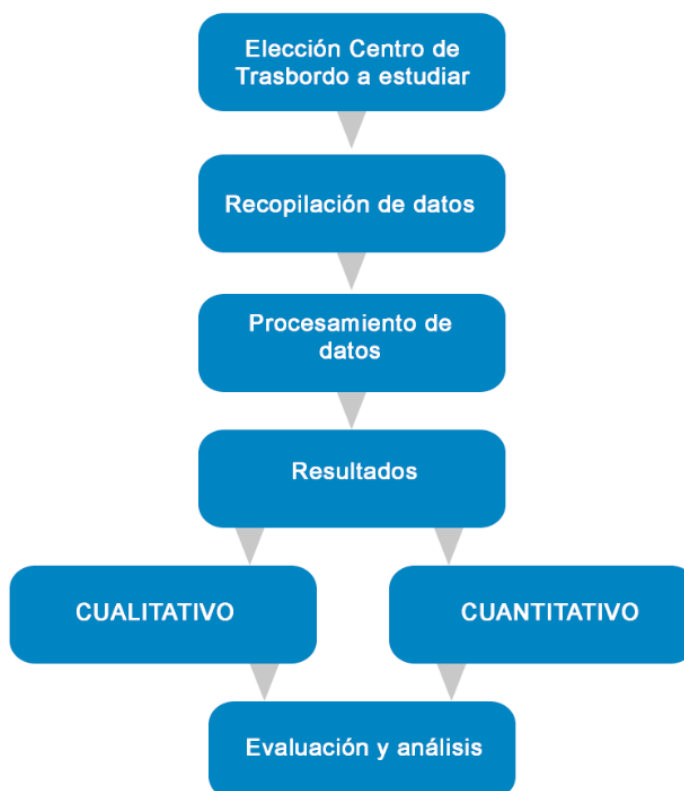 Elección Centro de
Trasbordo a estudiar
Recopilación de datos
Procesamiento de
datos
Resultados
CUALITATIVO
CUANTITATIVO
Evaluación y análisis